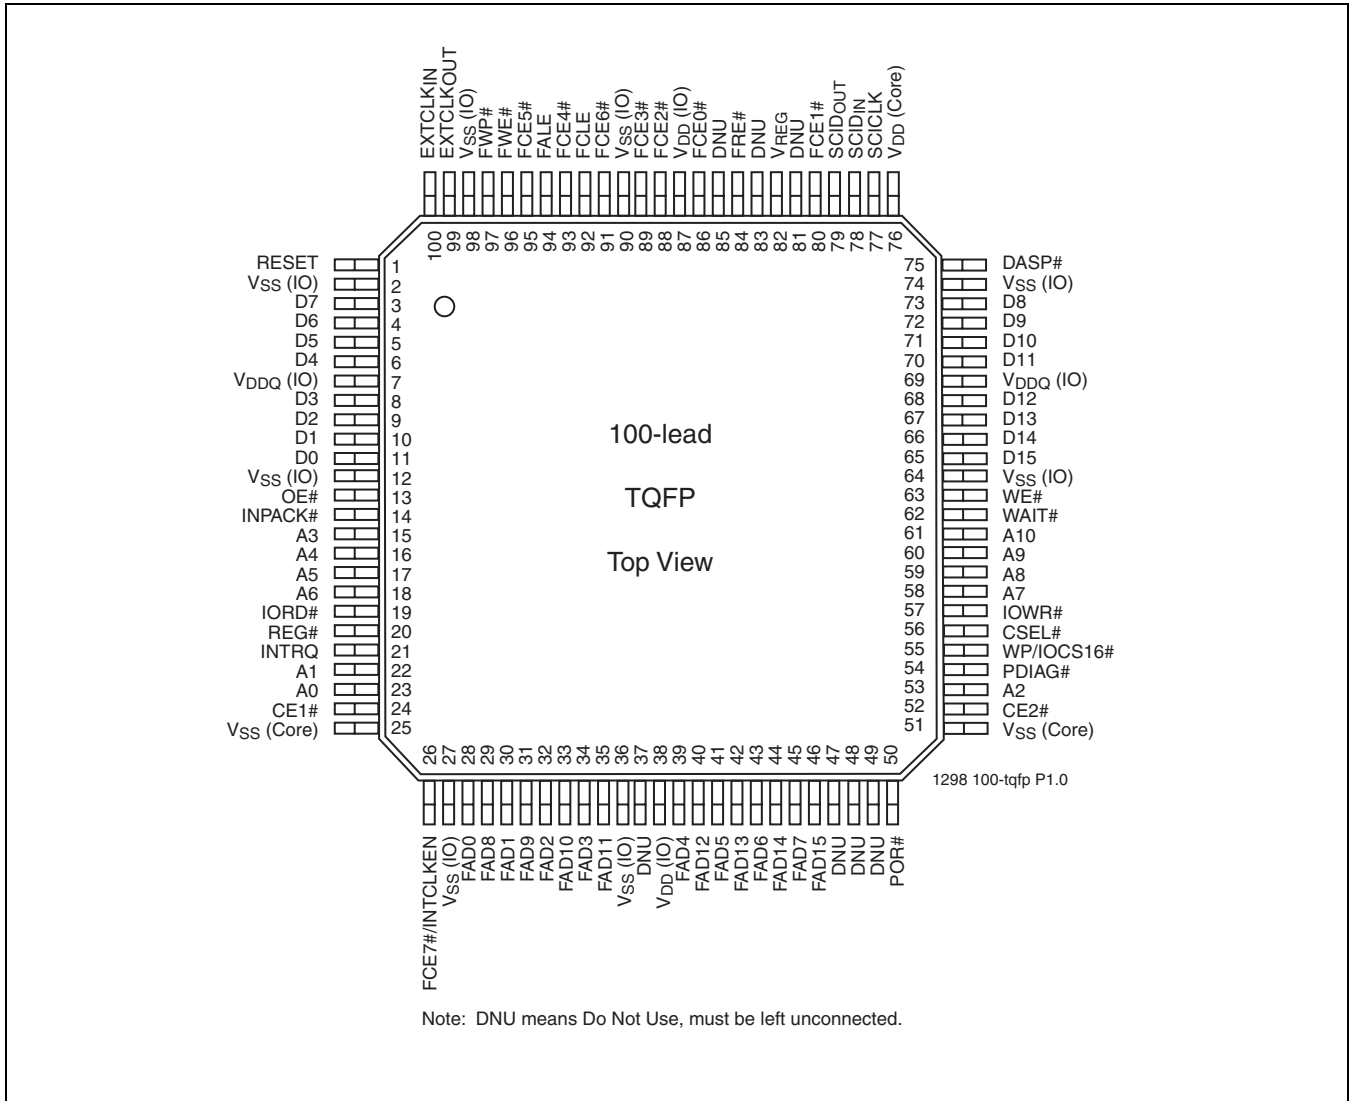 EXTCLKIN
EXTCLKOUT
VSS (IO)
FWP#
FWE#
FCE5#
FALE
FCE4#
FCLE
FCE6#
VSS (IO)
FCE3#
FCE2#
VDD (IO)
FCE0#
DNU
FRE#
DNU
VREG
DNU
FCE1#
SCIDOUT
SCIDIN
SCICLK
VDD (Core)
100
99
98
97
96
95
94
93
92
91
90
89
88
87
86
85
84
83
82
81
80
79
78
77
76
RESET 1
VSS (IO) 2
D7 3
D6 4
D5 5
D4 6
VDDQ (IO) 7
D3 8
D2 9
D1 10
D0 11
VSS (IO) 12
OE# 13
INPACK# 14
A3 15
A4 16
A5 17
A6 18
IORD# 19
REG# 20
INTRQ 21
A1 22
A0 23
CE1# 24
VSS (Core) 25
100-lead
TQFP
Top View
75 DASP#
74 VSS (IO)
73 D8
72 D9
71 D10
70 D11
69 VDDQ (IO)
68 D12
67 D13
66 D14
65 D15
64 VSS (IO)
63 WE#
62 WAIT#
61 A10
60 A9
59 A8
58 A7
57 IOWR#
56 CSEL#
55 WP/IOCS16#
54 PDIAG#
53 A2
52 CE2#
51 VSS (Core)
26
27
28
29
30
31
32
33
34
35
36
37
38
39
40
41
42
43
44
45
46
47
48
49
50
1298 100-tqfp P1.0
FCE7#/INTCLKEN
VSS (IO)
FAD0
FAD8
FAD1
FAD9
FAD2
FAD10
FAD3
FAD11
VSS (IO)
DNU
VDD (IO)
FAD4
FAD12
FAD5
FAD13
FAD6
FAD14
FAD7
FAD15
DNU
DNU
DNU
POR#
Note: DNU means Do Not Use, must be left unconnected.